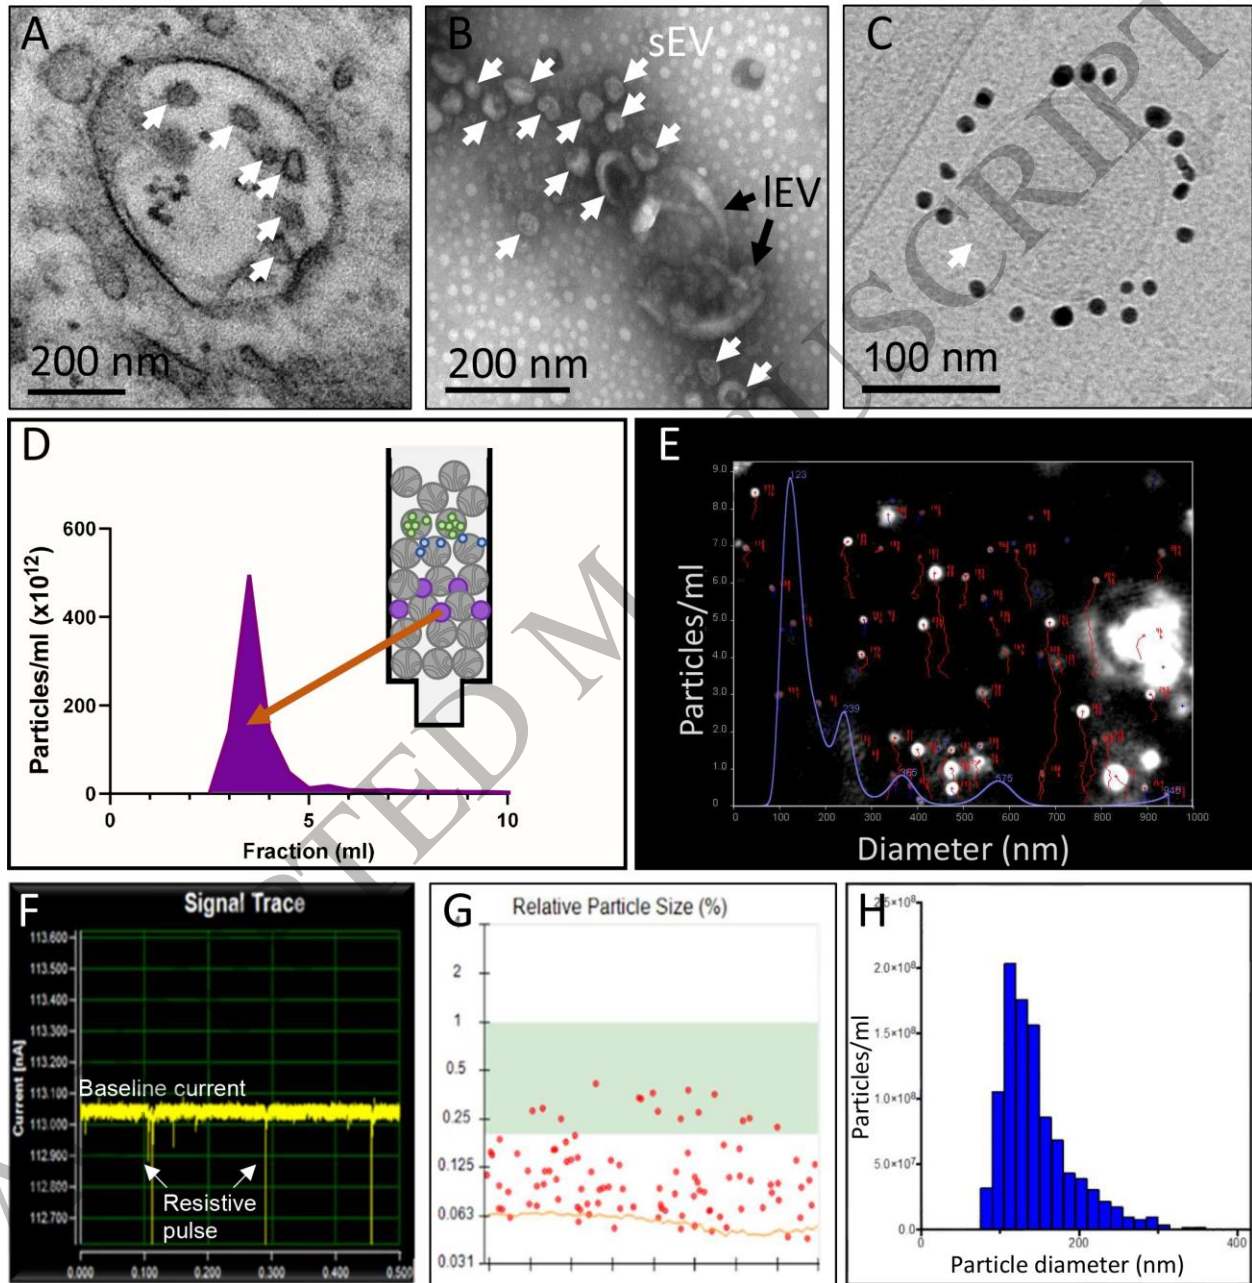 A
200 nm
B
sEV
lEV
200 nm
C
100 nm
D
Particles/ml (x10¹²)
600
400
200
0
0
5
10
Fraction (ml)
E
Particles/ml
9.0
8.0
7.0
6.0
5.0
4.0
3.0
2.0
1.0
0
123
239
365
575
0
100
200
300
400
500
600
700
800
900
1000
Diameter (nm)
F
Signal Trace
Current [nA]
113.600
113.500
113.400
113.300
113.200
113.100
113.000
112.900
112.800
112.700
Baseline current
Resistive
pulse
0.000
0.100
0.200
0.300
0.400
0.500
G
Relative Particle Size (%)
2
1
0.5
0.25
0.125
0.063
0.031
H
Particles/ml
2.5×10⁸
2.0×10⁸
1.5×10⁸
1.0×10⁸
5.0×10⁷
0.0
0
200
400
Particle diameter (nm)